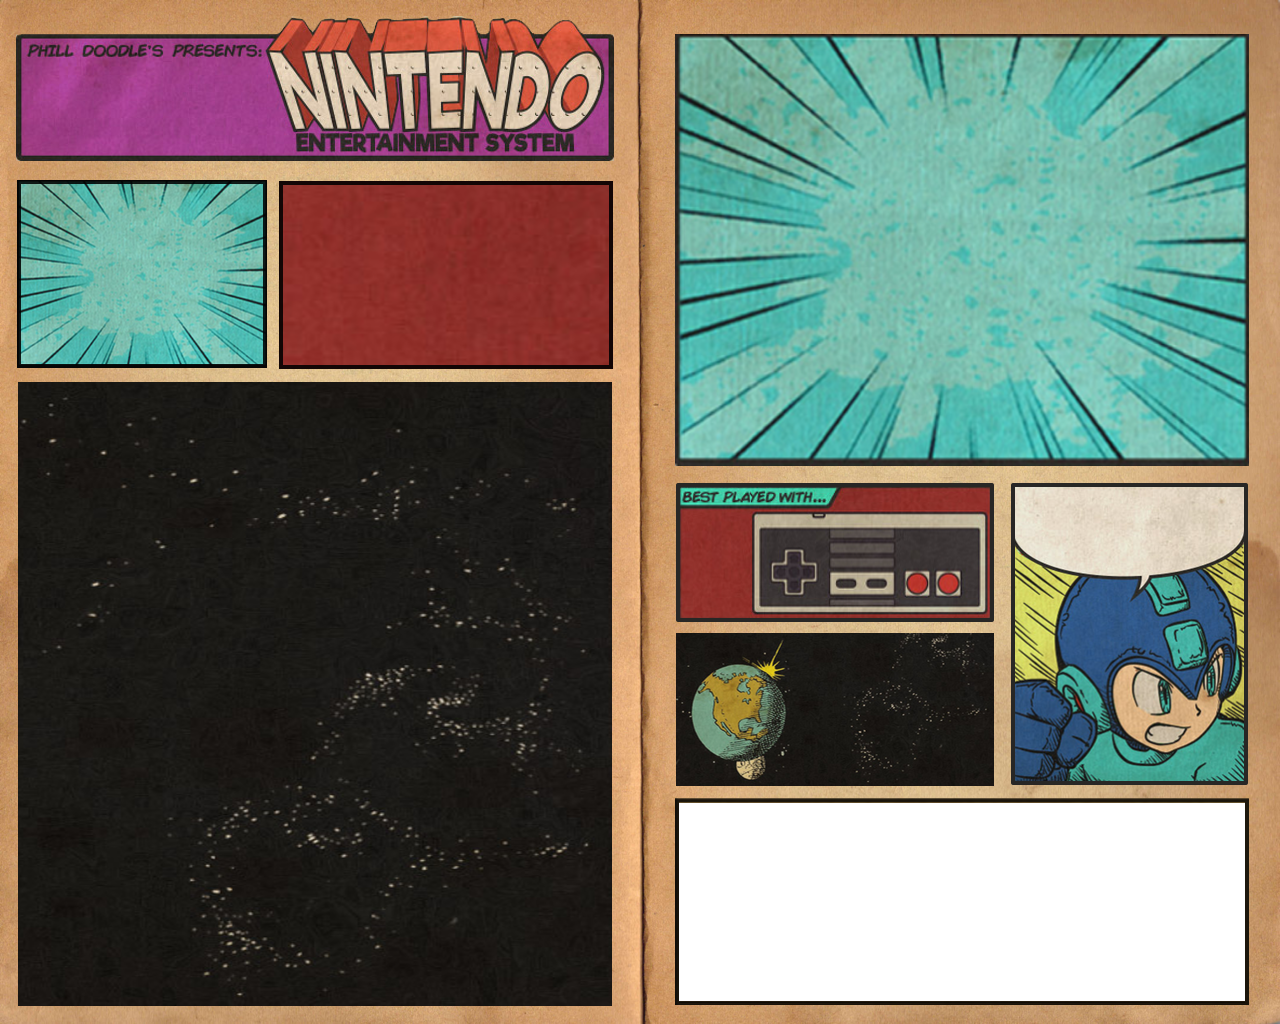 PHILL DOODLE'S PRESENTS:
NINTENDO
ENTERTAINMENT SYSTEM
BEST PLAYED WITH...